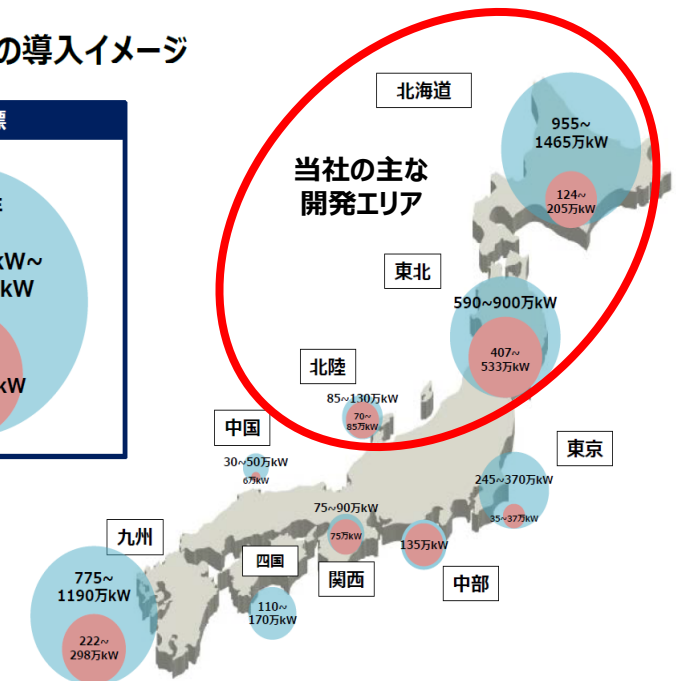 の導入イメージ
標
kW~
kW
kW
当社の主な
開発エリア
北海道
955~
1465万kW
124~
205万kW
東北
590~900万kW
407~
533万kW
北陸
85~130万kW
70~
85万kW
中国
30~50万kW
6万kW
東京
245~370万kW
35~37万kW
75~90万kW
75万kW
関西
135万kW
中部
九州
775~
1190万kW
222~
298万kW
四国
110~
170万kW